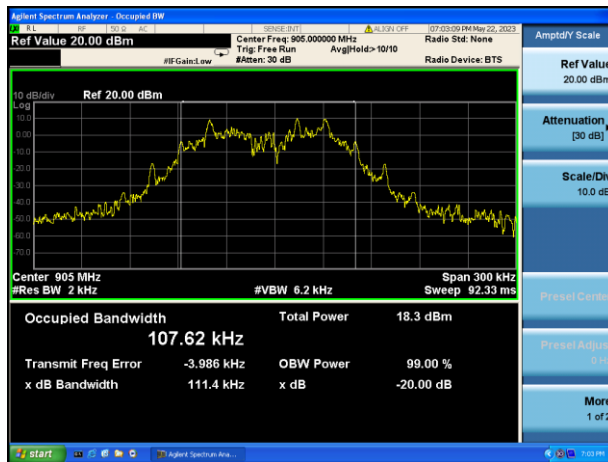 Agilent Spectrum Analyzer - Occupied BW
R L RF 50 Ω AC SENSE:INT ALIGN OFF 07:03:09 PM May 22, 2023
Ref Value 20.00 dBm Center Freq: 905.000000 MHz Radio Std: None
Trig: Free Run Avg|Hold:> 10/10
#IFGain:Low #Atten: 30 dB Radio Device: BTS
10 dB/div Ref 20.00 dBm
Log
10.0
0.00
-10.0
-20.0
-30.0
-40.0
-50.0
-60.0
-70.0
Center 905 MHz Span 300 kHz
#Res BW 2 kHz #VBW 6.2 kHz Sweep 92.33 ms
Occupied Bandwidth Total Power 18.3 dBm
107.62 kHz
Transmit Freq Error -3.986 kHz OBW Power 99.00 %
x dB Bandwidth 111.4 kHz x dB -20.00 dB
Amptd/Y Scale
Ref Value
20.00 dBm
Attenuation
[30 dB]
Scale/Div
10.0 dB
Presel Center
Presel Adjus
0 H
More
1 of 2
start Agilent Spectrum Ana... 7:03 PM